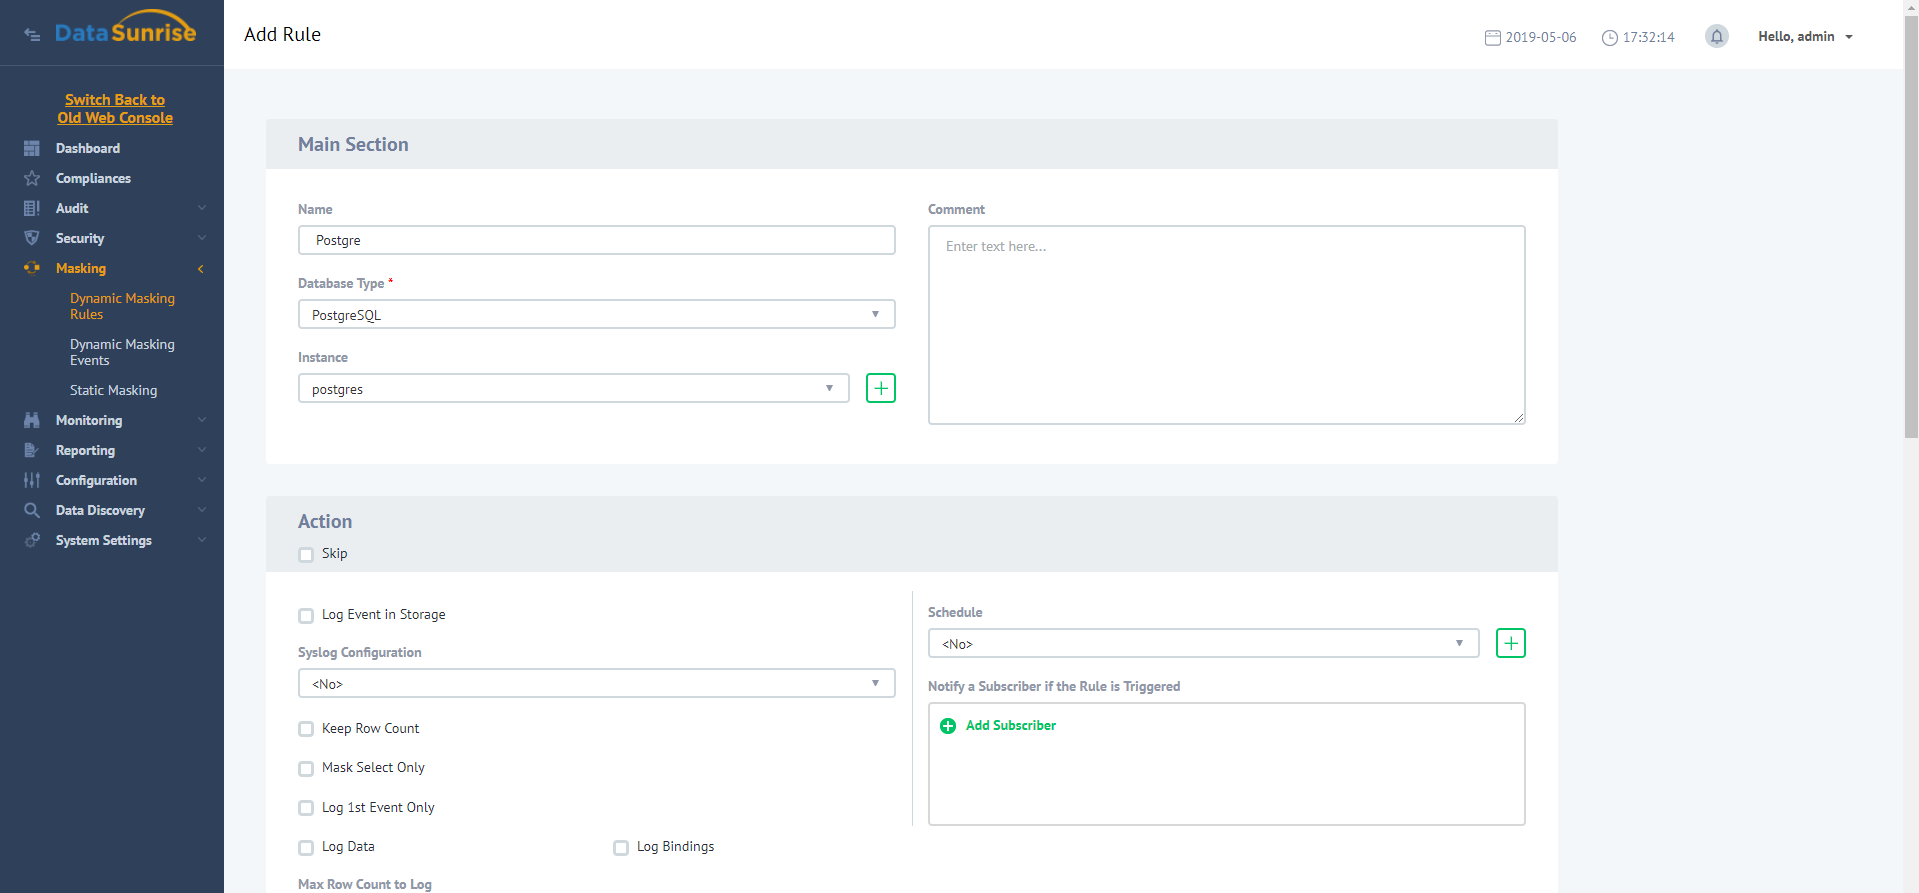 DataSunrise
Add Rule
2019-05-06
17:32:14
Hello, admin
Switch Back to
Old Web Console
Dashboard
Compliances
Audit
Security
Masking
Dynamic Masking
Rules
Dynamic Masking
Events
Static Masking
Monitoring
Reporting
Configuration
Data Discovery
System Settings
Main Section
Name
Postgre
Database Type *
PostgreSQL
Instance
postgres
Comment
Enter text here...
Action
Skip
Log Event in Storage
Syslog Configuration
<No>
Keep Row Count
Mask Select Only
Log 1st Event Only
Log Data
Log Bindings
Max Row Count to Log
Schedule
<No>
Notify a Subscriber if the Rule is Triggered
Add Subscriber